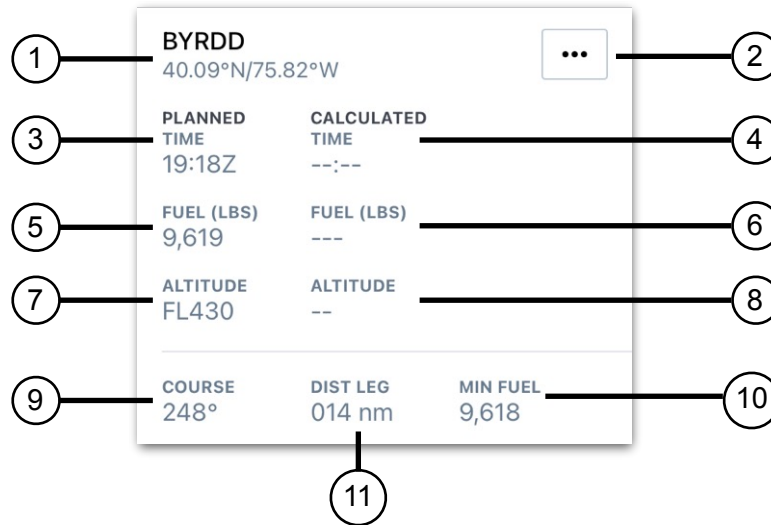 BYRDD
40.09°N/75.82°W
•••
1
2
PLANNED CALCULATED
TIME TIME
19:18Z --:--
3
4
FUEL (LBS) FUEL (LBS)
9,619 ---
5
6
ALTITUDE ALTITUDE
FL430 --
7
8
COURSE DIST LEG MIN FUEL
248° 014 nm 9,618
9
10
11